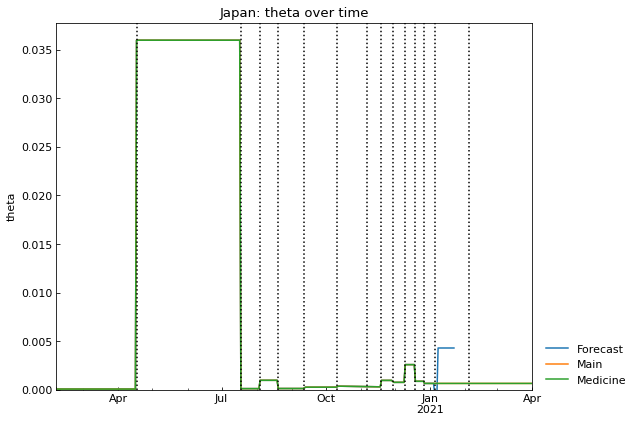 Japan: theta over time
theta
0.035
0.030
0.025
0.020
0.015
0.010
0.005
0.000
Apr
Jul
Oct
Jan
2021
Apr
Forecast
Main
Medicine